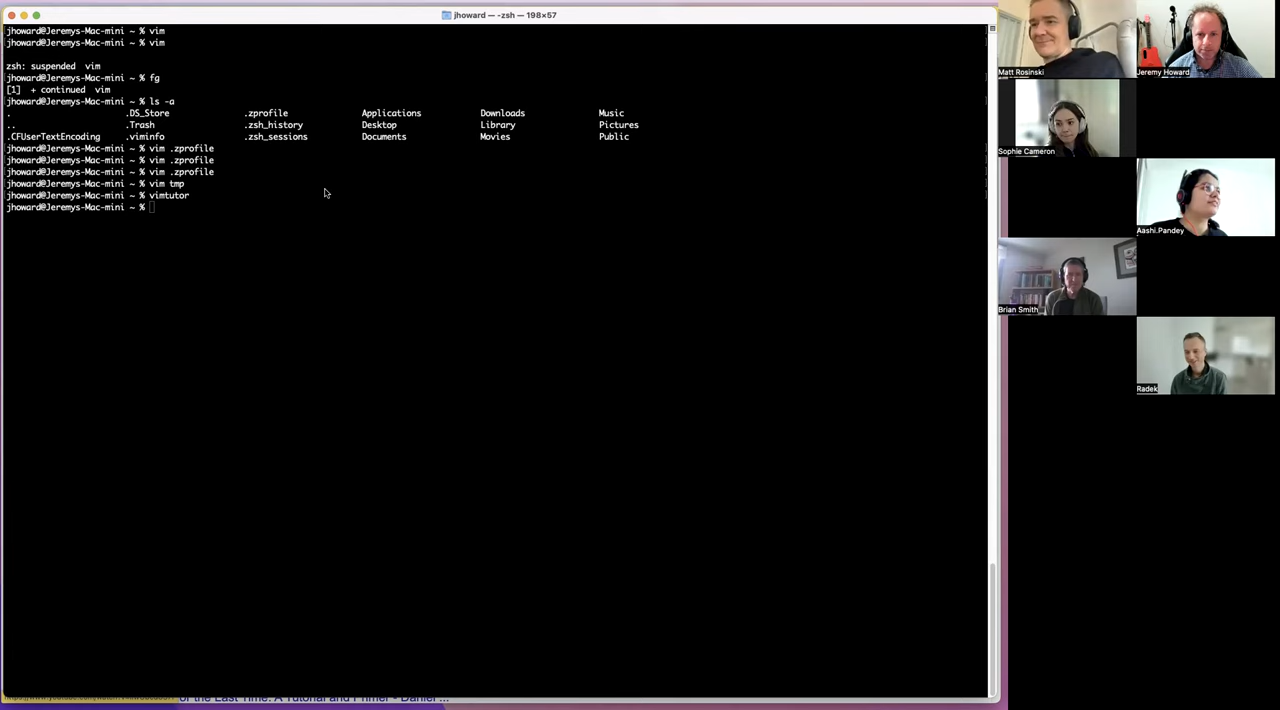 jhoward — -zsh — 198×57
jhoward@Jeremys-Mac-mini ~ % vim
jhoward@Jeremys-Mac-mini ~ % vim
zsh: suspended  vim
jhoward@Jeremys-Mac-mini ~ % fg
[1]  + continued  vim
jhoward@Jeremys-Mac-mini ~ % ls -a
. .DS_Store .zprofile Applications Downloads Music
.. .Trash .zsh_history Desktop Library Pictures
.CFUserTextEncoding .viminfo .zsh_sessions Documents Movies Public
jhoward@Jeremys-Mac-mini ~ % vim .zprofile
jhoward@Jeremys-Mac-mini ~ % vim .zprofile
jhoward@Jeremys-Mac-mini ~ % vim .zprofile
jhoward@Jeremys-Mac-mini ~ % vim tmp
jhoward@Jeremys-Mac-mini ~ % vimtutor
jhoward@Jeremys-Mac-mini ~ %
or the Last Time: A Tutorial and Primer - Daniel ...
Matt Rosinski
Jeremy Howard
Sophie Cameron
Aashi.Pandey
Brian Smith
Radek